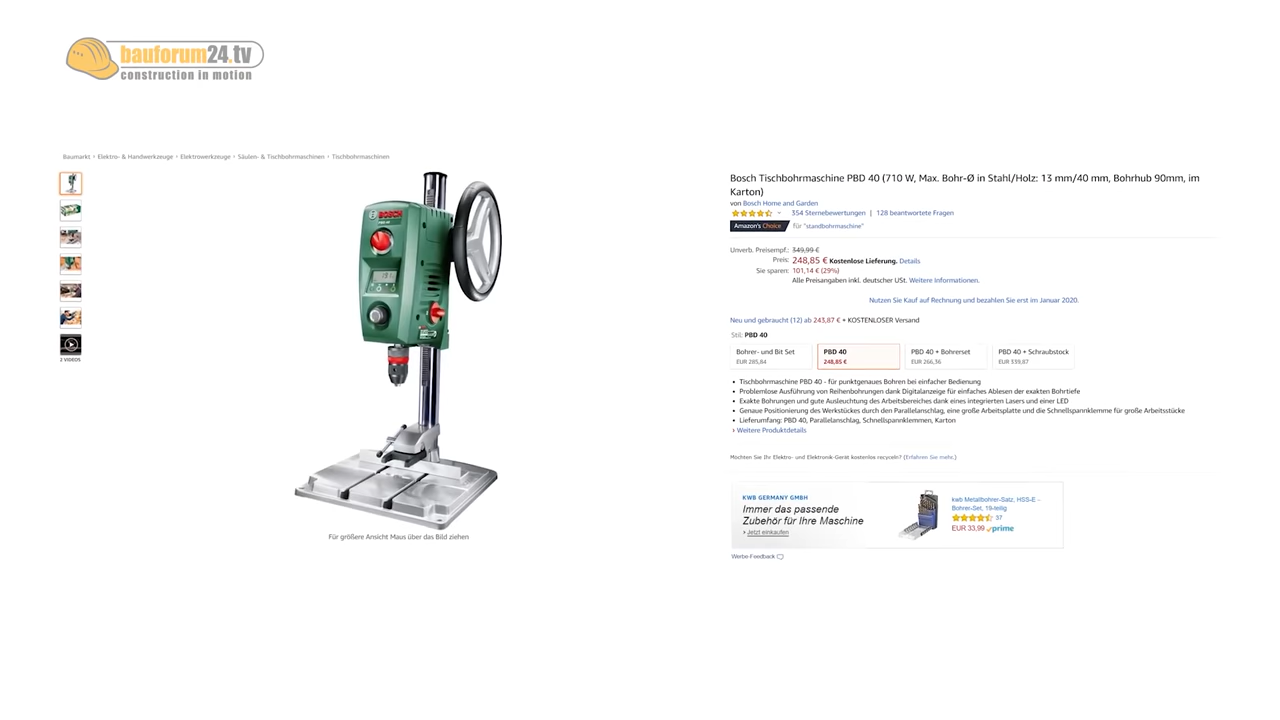 bauforum24.tv
construction in motion
Baumarkt › Elektro- & Handwerkzeuge › Elektrowerkzeuge › Säulen- & Tischbohrmaschinen › Tischbohrmaschinen
2 VIDEOS
BOSCH
PBD 40
Für größere Ansicht Maus über das Bild ziehen
Bosch Tischbohrmaschine PBD 40 (710 W, Max. Bohr-Ø in Stahl/Holz: 13 mm/40 mm, Bohrhub 90mm, im
Karton)
von Bosch Home and Garden
354 Sternebewertungen | 128 beantwortete Fragen
Amazon's Choice für "standbohrmaschine"
Unverb. Preisempf.: 349,99 €
Preis: 248,85 € Kostenlose Lieferung. Details
Sie sparen: 101,14 € (29%)
Alle Preisangaben inkl. deutscher USt. Weitere Informationen.
Nutzen Sie Kauf auf Rechnung und bezahlen Sie erst im Januar 2020.
Neu und gebraucht (12) ab 243,87 € + KOSTENLOSER Versand
Stil: PBD 40
Bohrer- und Bit Set PBD 40 PBD 40 + Bohrerset PBD 40 + Schraubstock
EUR 285,84 248,85 € EUR 266,36 EUR 339,87
• Tischbohrmaschine PBD 40 - für punktgenaues Bohren bei einfacher Bedienung
• Problemlose Ausführung von Reihenbohrungen dank Digitalanzeige für einfaches Ablesen der exakten Bohrtiefe
• Exakte Bohrungen und gute Ausleuchtung des Arbeitsbereiches dank eines integrierten Lasers und einer LED
• Genaue Positionierung des Werkstückes durch den Parallelanschlag, eine große Arbeitsplatte und die Schnellspannklemme für große Arbeitsstücke
• Lieferumfang: PBD 40, Parallelanschlag, Schnellspannklemmen, Karton
› Weitere Produktdetails
Möchten Sie Ihr Elektro- und Elektronik-Gerät kostenlos recyceln? (Erfahren Sie mehr.)
KWB GERMANY GMBH
Immer das passende
Zubehör für Ihre Maschine
› Jetzt einkaufen
kwb Metallbohrer-Satz, HSS-E -
Bohrer-Set, 19-teilig
37
EUR 33,99 prime
Werbe-Feedback